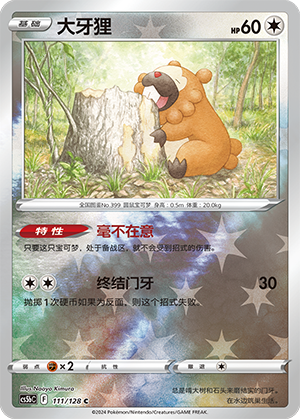 基础 大牙狸 HP60
全国图鉴No.399 圆鼠宝可梦 身高:0.5m 体重:20.0kg
特性 毫不在意
只要这只宝可梦,处于备战区,就不会受到招式的伤害。
终结门牙 30
抛掷1次硬币如果为反面,则这个招式失败。
弱点 ×2 抗性 撤退
Illus. Naoyo Kimura
cs5bC F 111/128 C
总是啃大树和石头来磨结实的门牙。
在水边筑巢生活。
©2024 Pokémon/Nintendo/Creatures/GAME FREAK.